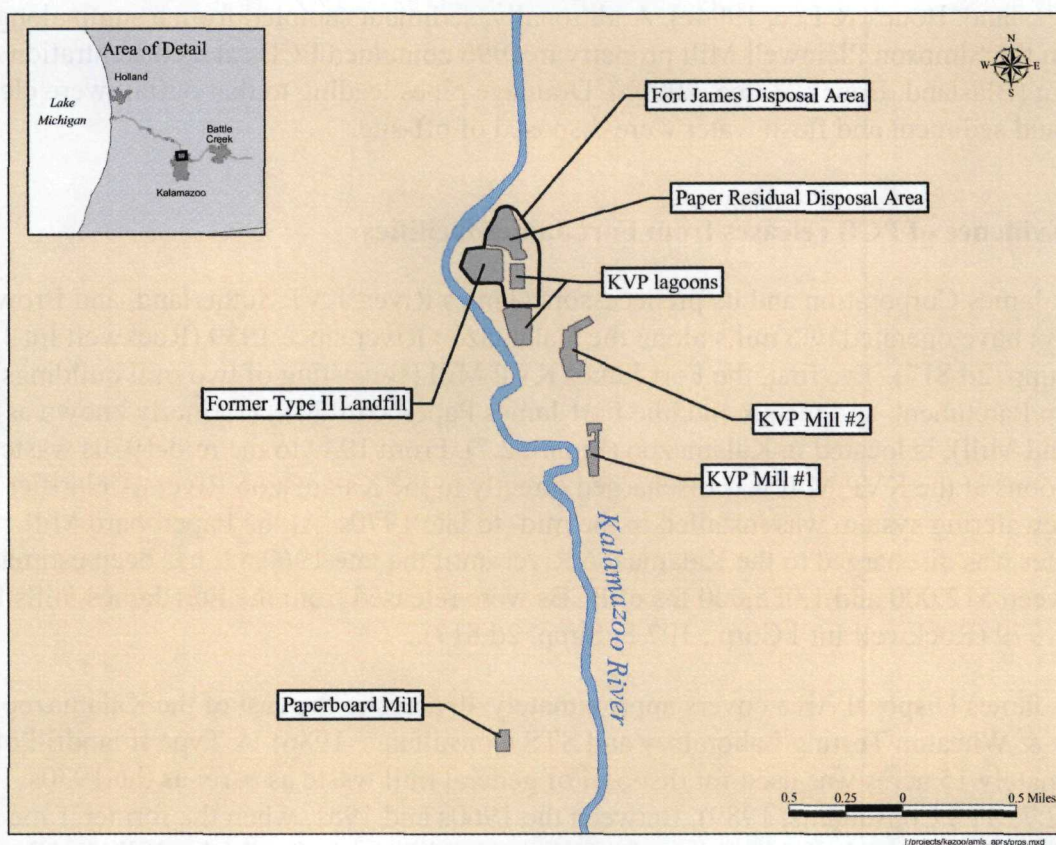 Area of Detail
Holland
Lake
Michigan
Battle
Creek
Kalamazoo
N
W
E
S
Fort James Disposal Area
Paper Residual Disposal Area
KVP lagoons
Former Type II Landfill
KVP Mill #2
KVP Mill #1
Kalamazoo River
Paperboard Mill
0.5
0.25
0
0.5 Miles